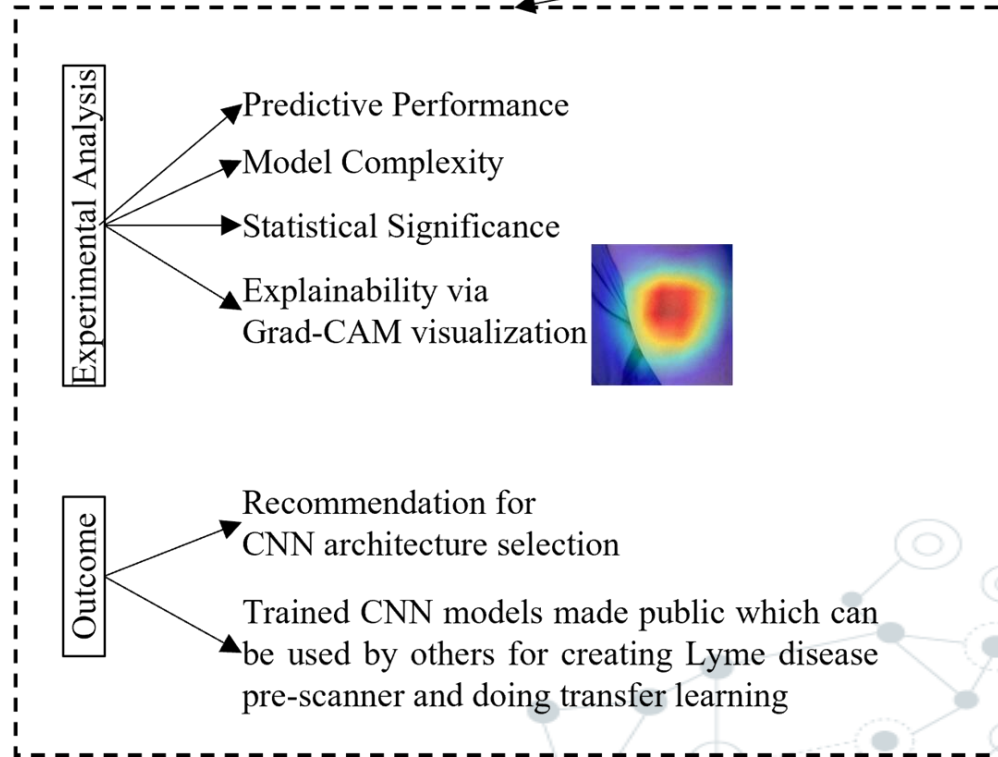 Experimental Analysis
Predictive Performance
Model Complexity
Statistical Significance
Explainability via
Grad-CAM visualization
Outcome
Recommendation for
CNN architecture selection
Trained CNN models made public which can
be used by others for creating Lyme disease
pre-scanner and doing transfer learning